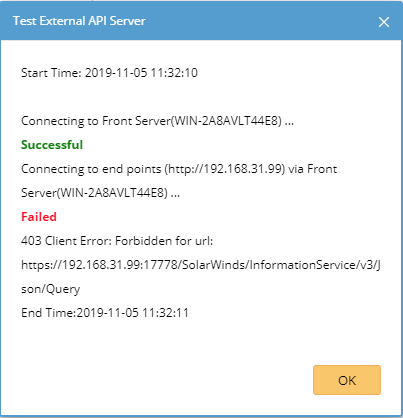 Test External API Server
Start Time: 2019-11-05 11:32:10
Connecting to Front Server(WIN-2A8AVLT44E8) ...
Successful
Connecting to end points (http://192.168.31.99) via Front
Server(WIN-2A8AVLT44E8) ...
Failed
403 Client Error: Forbidden for url:
https://192.168.31.99:17778/SolarWinds/InformationService/v3/J
son/Query
End Time:2019-11-05 11:32:11
OK